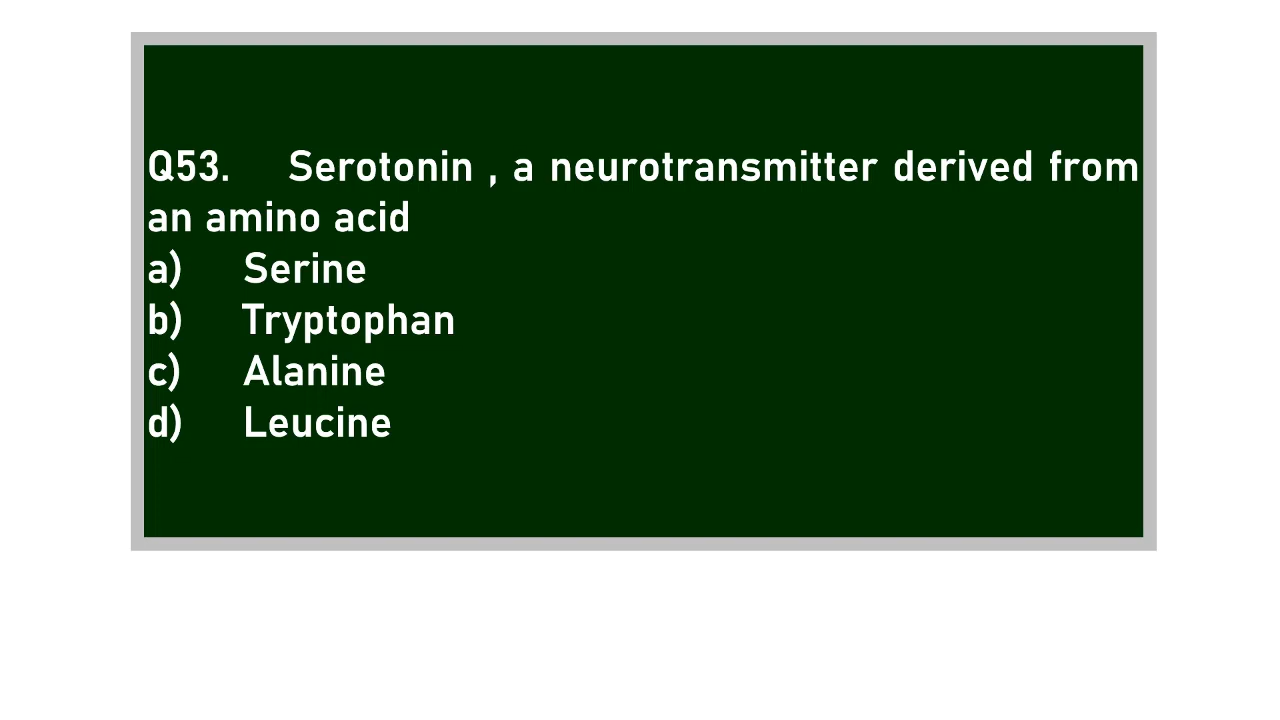 Q53. Serotonin , a neurotransmitter derived from
an amino acid
a) Serine
b) Tryptophan
c) Alanine
d) Leucine